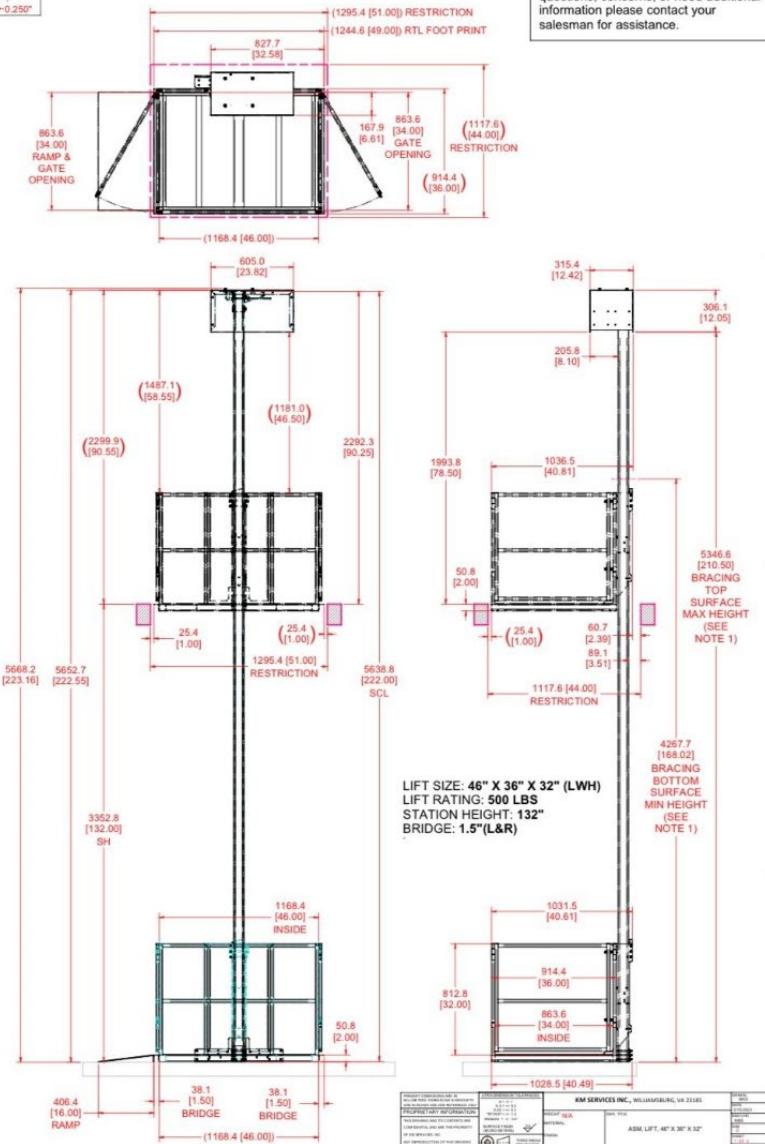 -0.250"
information please contact your
salesman for assistance.
(1295.4 [51.00]) RESTRICTION
(1244.6 [49.00]) RTL FOOT PRINT
827.7
[32.58]
863.6
[34.00]
RAMP &
GATE
OPENING
167.9
[6.61]
863.6
[34.00]
GATE
OPENING
(1117.6
[44.00])
RESTRICTION
(914.4
[36.00])
(1168.4 [46.00])
605.0
[23.82]
315.4
[12.42]
306.1
[12.05]
205.8
[8.10]
(1487.1
[58.55])
(1181.0
[46.50])
(2299.9
[90.55])
2292.3
[90.25]
1993.8
[78.50]
1036.5
[40.81]
5346.6
[210.50]
BRACING
TOP
SURFACE
MAX HEIGHT
(SEE
NOTE 1)
50.8
[2.00]
25.4
[1.00]
(25.4
[1.00])
1295.4 [51.00]
RESTRICTION
(25.4
[1.00])
60.7
[2.39]
89.1
[3.51]
1117.6 [44.00]
RESTRICTION
5668.2
[223.16]
5652.7
[222.55]
5638.8
[222.00]
SCL
4267.7
[168.02]
BRACING
BOTTOM
SURFACE
MIN HEIGHT
(SEE
NOTE 1)
3352.8
[132.00]
SH
LIFT SIZE: 46" X 36" X 32" (LWH)
LIFT RATING: 500 LBS
STATION HEIGHT: 132"
BRIDGE: 1.5"(L&R)
1168.4
[46.00]
INSIDE
1031.5
[40.61]
914.4
[36.00]
812.8
[32.00]
863.6
[34.00]
INSIDE
50.8
[2.00]
406.4
[16.00]
RAMP
38.1
[1.50]
BRIDGE
38.1
[1.50]
BRIDGE
(1168.4 [46.00])
1028.5 [40.49]
PROPRIETARY INFORMATION
KM SERVICES INC., WILLIAMSBURG, VA 23185
N/A
ASM, LIFT, 46" X 36" X 32"